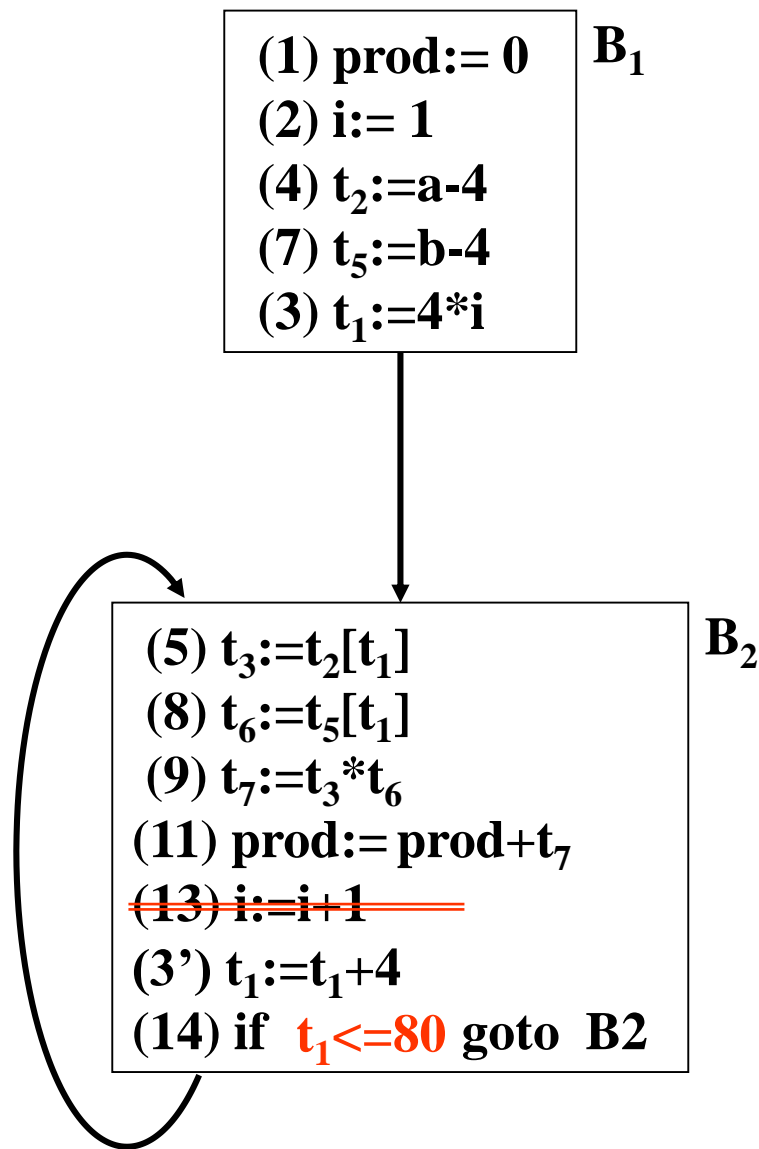 (1) prod:= 0
B₁
(2) i:= 1
(4) t₂:=a-4
(7) t₅:=b-4
(3) t₁:=4*i
(5) t₃:=t₂[t₁]
B₂
(8) t₆:=t₅[t₁]
(9) t₇:=t₃*t₆
(11) prod:= prod+t₇
(13) i:=i+1
(3’) t₁:=t₁+4
(14) if t₁<=80 goto B2